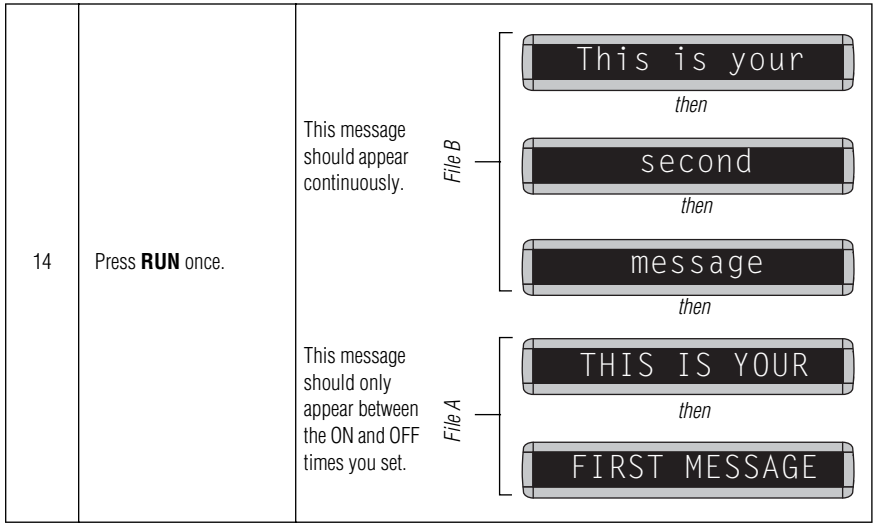 14
Press RUN once.
This message
should appear
continuously.
File B
This is your
then
second
then
message
then
This message
should only
appear between
the ON and OFF
times you set.
File A
THIS IS YOUR
then
FIRST MESSAGE